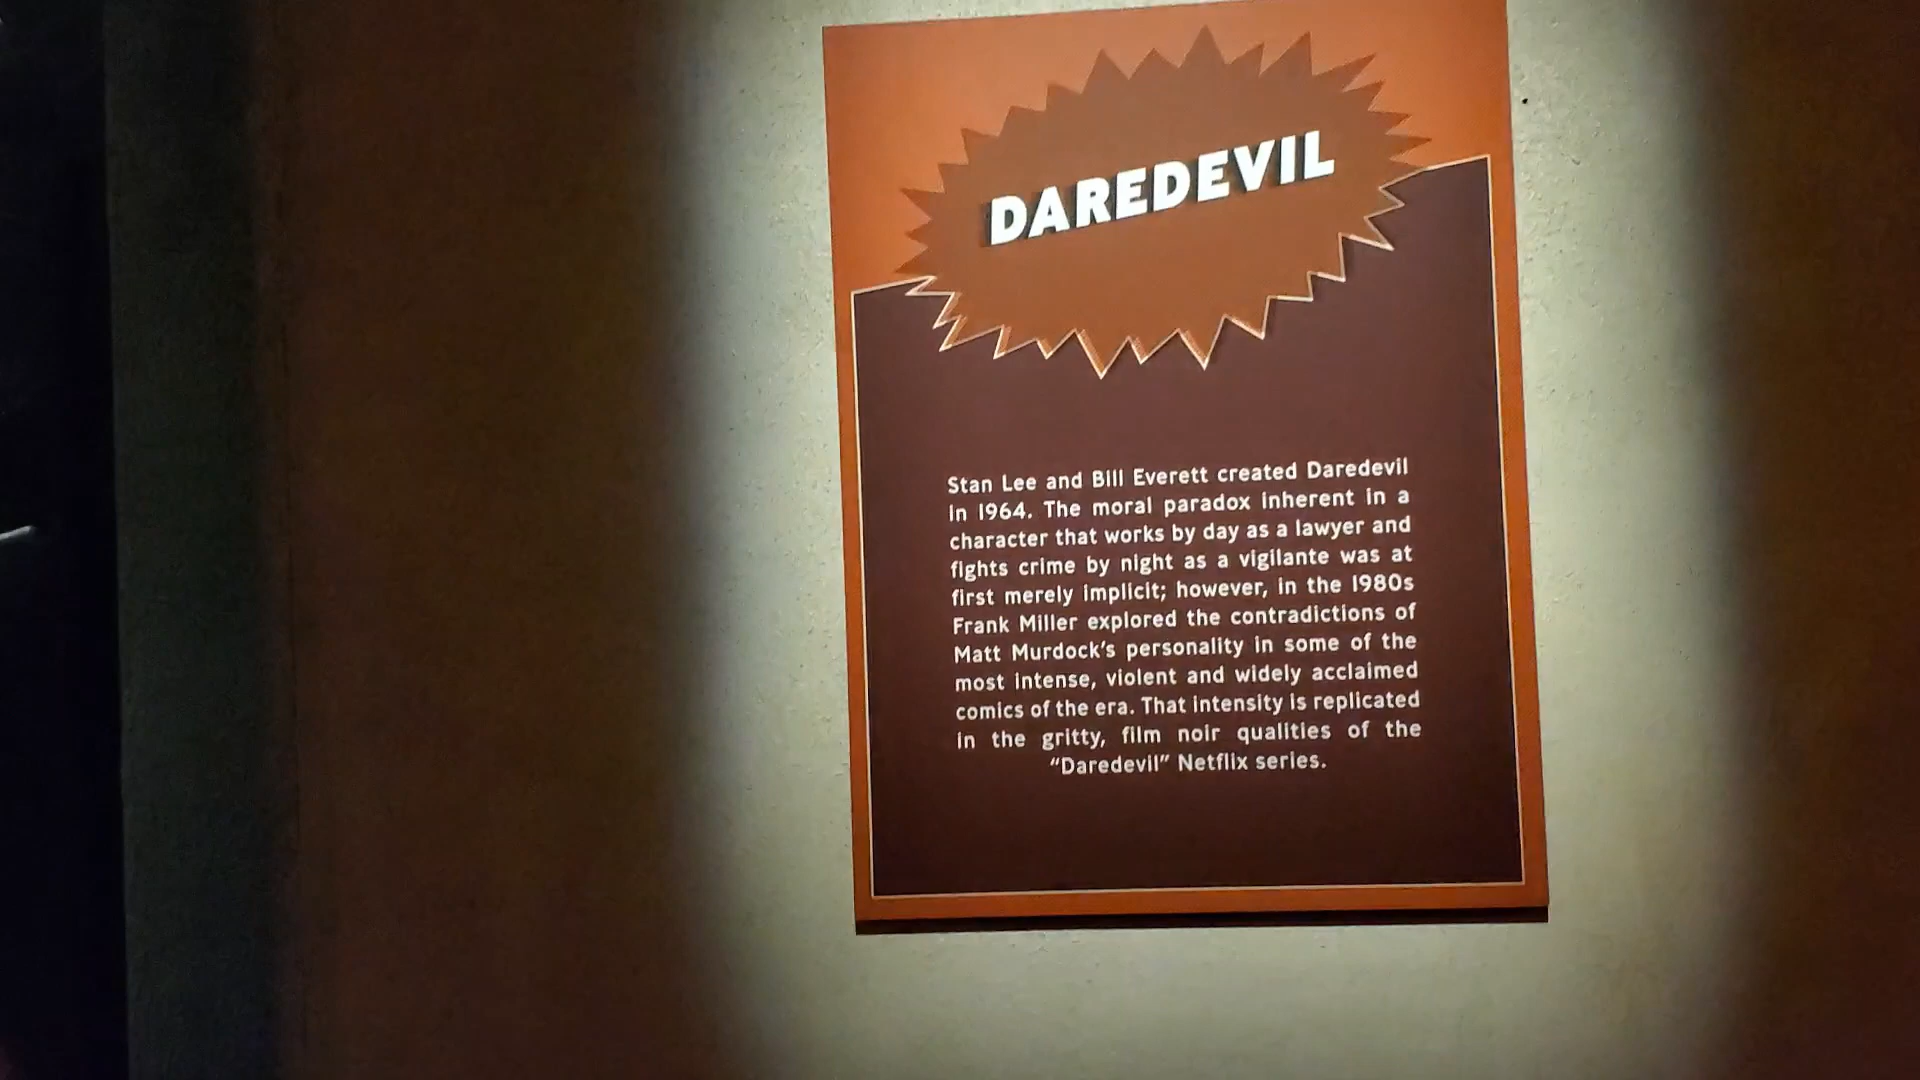 DAREDEVIL
Stan Lee and Bill Everett created Daredevil
in 1964. The moral paradox inherent in a
character that works by day as a lawyer and
fights crime by night as a vigilante was at
first merely implicit; however, in the 1980s
Frank Miller explored the contradictions of
Matt Murdock's personality in some of the
most intense, violent and widely acclaimed
comics of the era. That intensity is replicated
in the gritty, film noir qualities of the
“Daredevil” Netflix series.